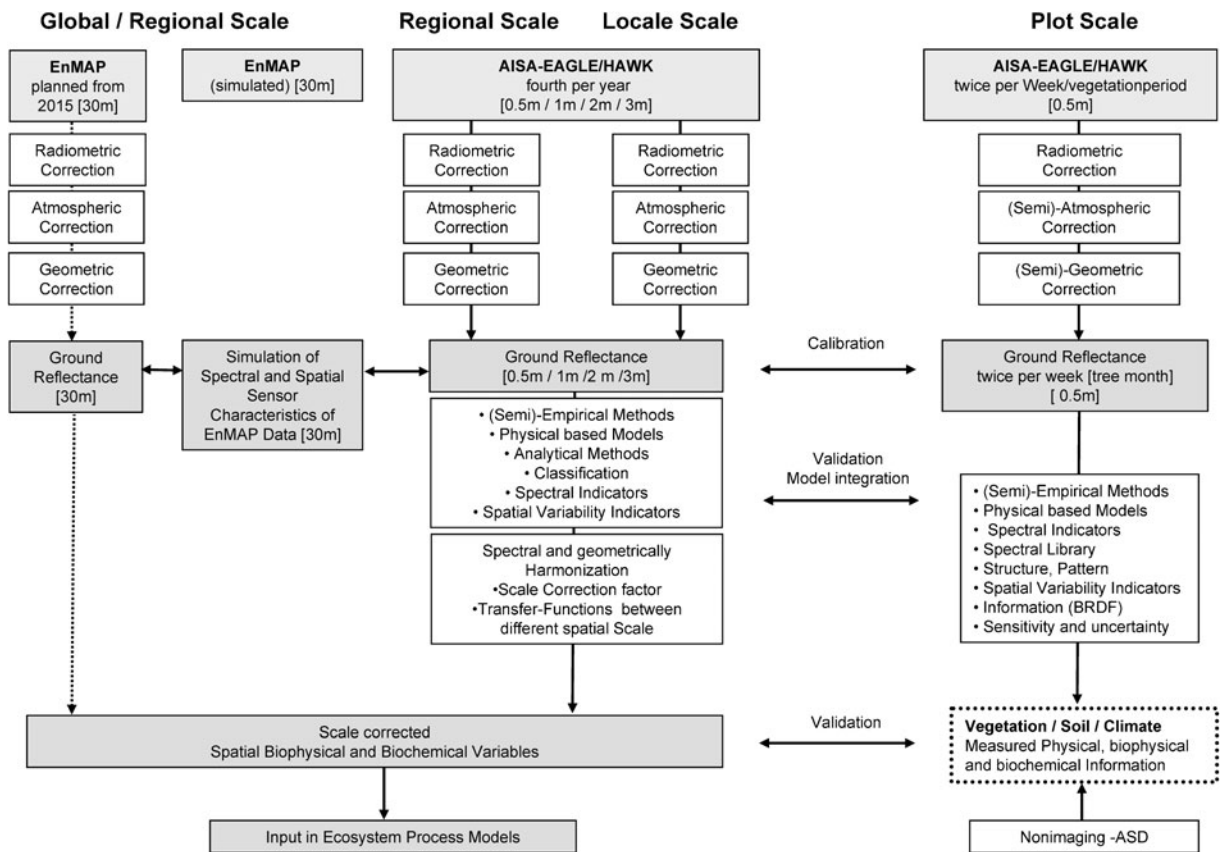 Global / Regional Scale
Regional Scale
Locale Scale
Plot Scale
EnMAP
planned from
2015 [30m]
EnMAP
(simulated) [30m]
AISA-EAGLE/HAWK
fourth per year
[0.5m / 1m / 2m / 3m]
AISA-EAGLE/HAWK
twice per Week/vegetationperiod
[0.5m]
Radiometric
Correction
Radiometric
Correction
Radiometric
Correction
Radiometric
Correction
Atmospheric
Correction
Atmospheric
Correction
Atmospheric
Correction
(Semi)-Atmospheric
Correction
Geometric
Correction
Geometric
Correction
Geometric
Correction
(Semi)-Geometric
Correction
Ground
Reflectance
[30m]
Simulation of
Spectral and Spatial
Sensor
Characteristics of
EnMAP Data [30m]
Ground Reflectance
[0.5m / 1m /2 m /3m]
Calibration
Ground Reflectance
twice per week [tree month]
[ 0.5m]
• (Semi)-Empirical Methods
• Physical based Models
• Analytical Methods
• Classification
• Spectral Indicators
• Spatial Variability Indicators
Validation
Model integration
• (Semi)-Empirical Methods
• Physical based Models
• Spectral Indicators
• Spectral Library
• Structure, Pattern
• Spatial Variability Indicators
• Information (BRDF)
• Sensitivity and uncertainty
Spectral and geometrically
Harmonization
•Scale Correction factor
•Transfer-Functions between
different spatial Scale
Scale corrected
Spatial Biophysical and Biochemical Variables
Validation
Vegetation / Soil / Climate
Measured Physical, biophysical
and biochemical Information
Input in Ecosystem Process Models
Nonimaging -ASD